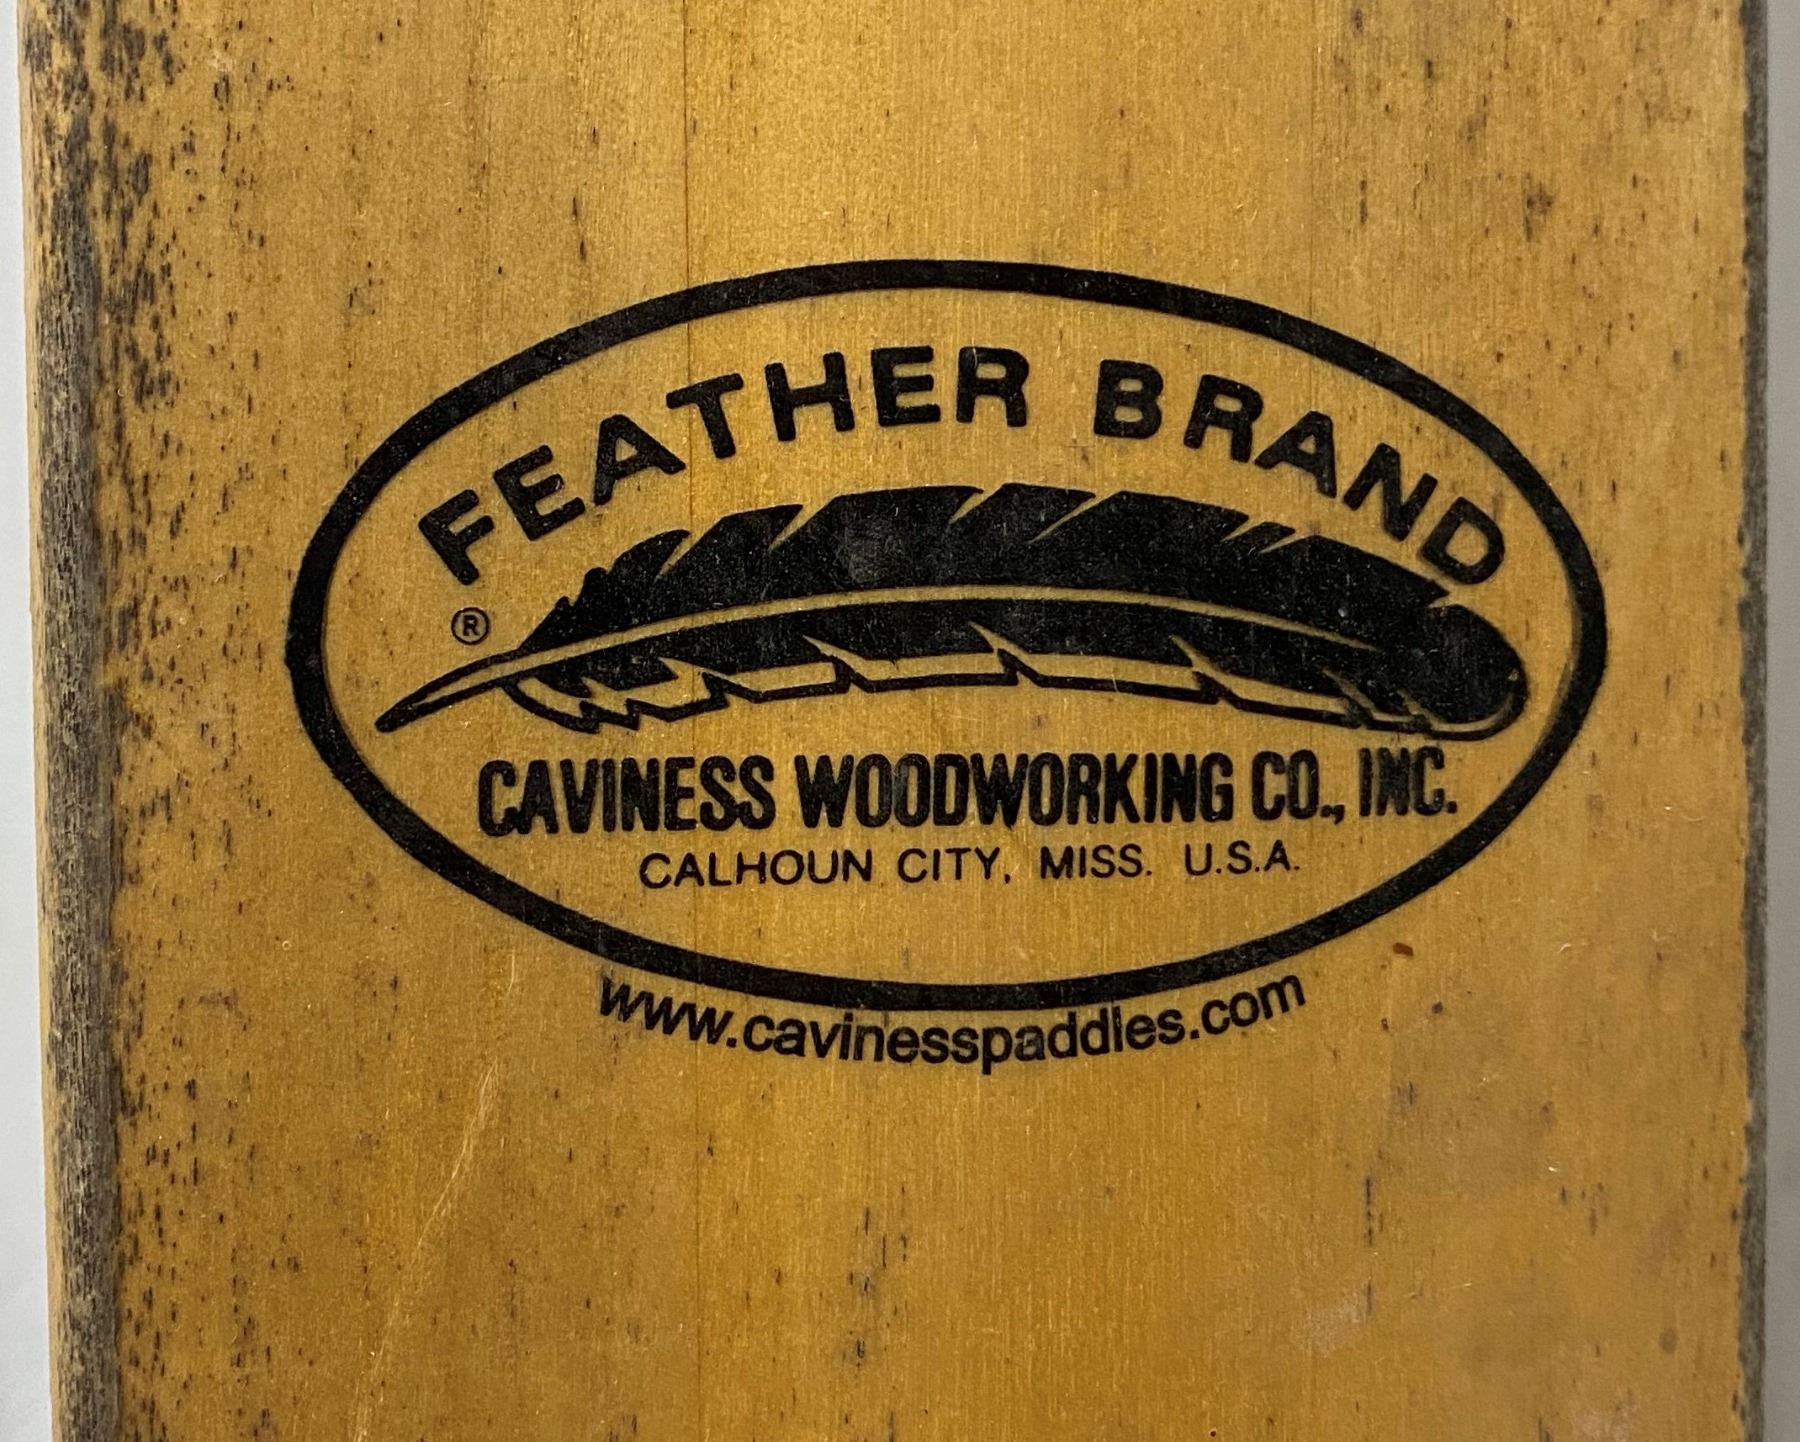 FEATHER BRAND
®
CAVINESS WOODWORKING CO., INC.
CALHOUN CITY, MISS. U.S.A.
www.cavinesspaddles.com